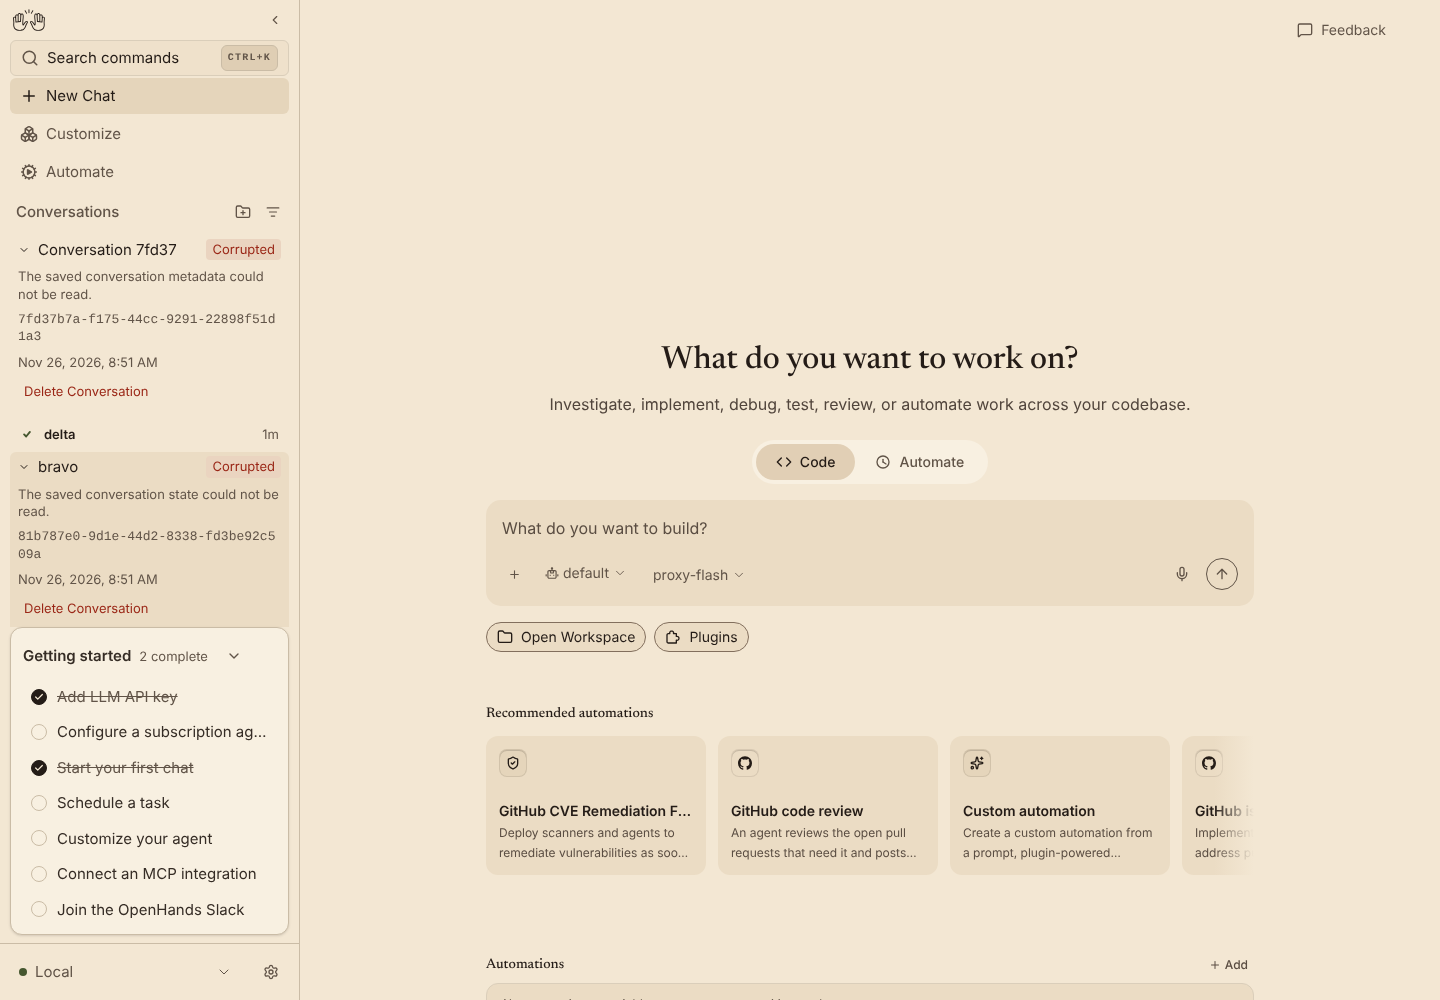 Search commands CTRL+K
New Chat
Customize
Automate
Conversations
Conversation 7fd37 Corrupted
The saved conversation metadata could
not be read.
7fd37b7a-f175-44cc-9291-22898f51d
1a3
Nov 26, 2026, 8:51 AM
Delete Conversation
delta 1m
bravo Corrupted
The saved conversation state could not be
read.
81b787e0-9d1e-44d2-8338-fd3be92c5
09a
Nov 26, 2026, 8:51 AM
Delete Conversation
Getting started 2 complete
Add LLM API key
Configure a subscription ag...
Start your first chat
Schedule a task
Customize your agent
Connect an MCP integration
Join the OpenHands Slack
Local
Feedback
What do you want to work on?
Investigate, implement, debug, test, review, or automate work across your codebase.
Code Automate
What do you want to build?
default proxy-flash
Open Workspace Plugins
Recommended automations
GitHub CVE Remediation F...
Deploy scanners and agents to
remediate vulnerabilities as soo...
GitHub code review
An agent reviews the open pull
requests that need it and posts...
Custom automation
Create a custom automation from
a prompt, plugin-powered...
GitHub
address
Automations + Add